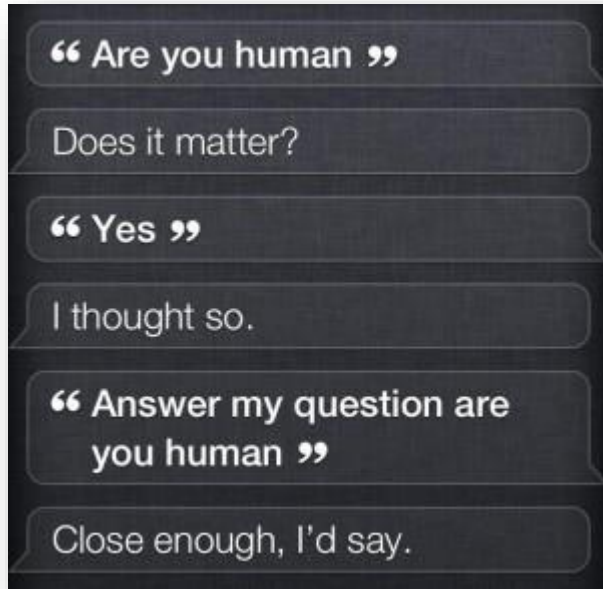 “ Are you human ”
Does it matter?
“ Yes ”
I thought so.
“ Answer my question are
you human ”
Close enough, I’d say.